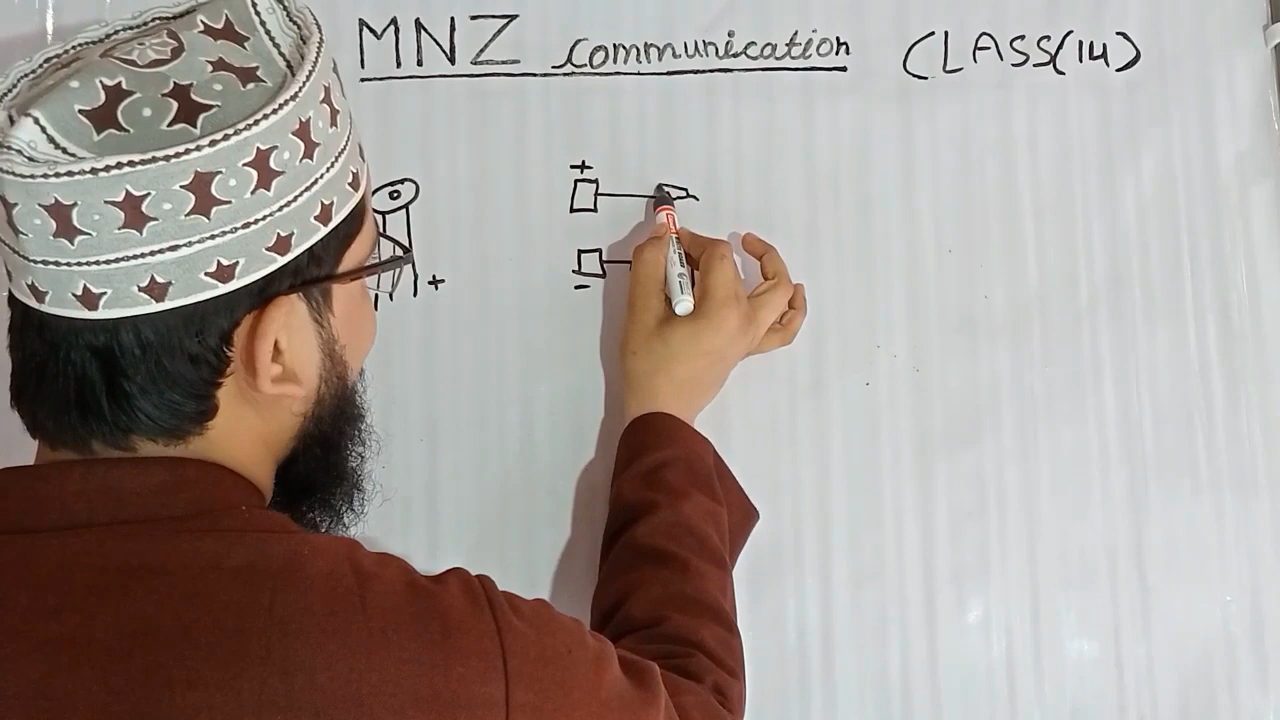 MNZ communication CLASS(14)
+
+
-